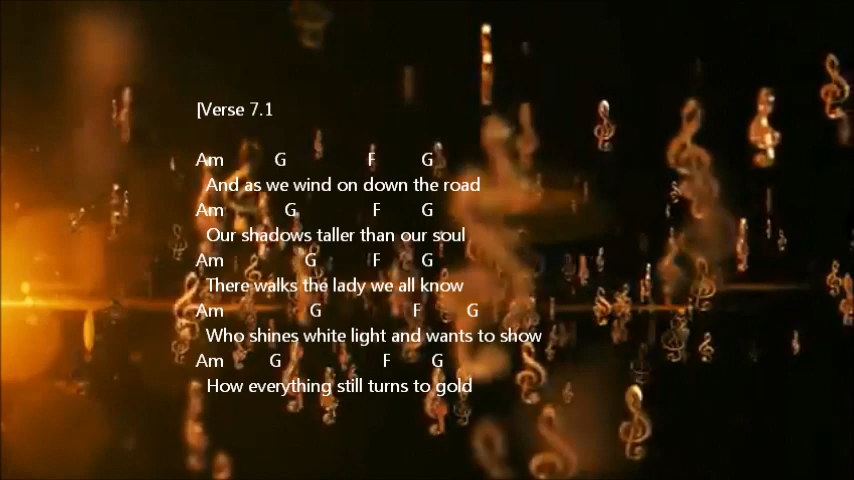 [Verse 7.1
Am G F G
And as we wind on down the road
Am G F G
Our shadows taller than our soul
Am G F G
There walks the lady we all know
Am G F G
Who shines white light and wants to show
Am G F G
How everything still turns to gold